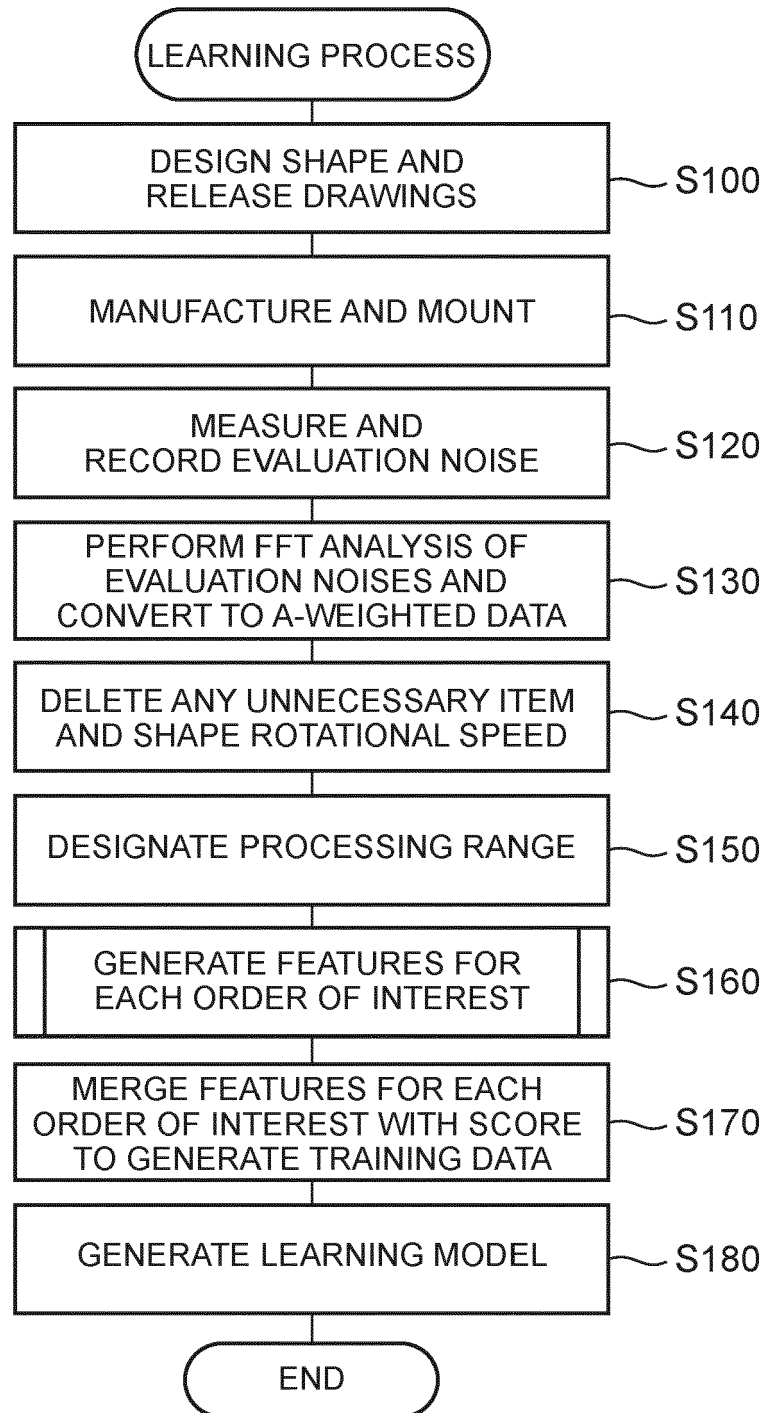 LEARNING PROCESS
DESIGN SHAPE AND
RELEASE DRAWINGS
S100
MANUFACTURE AND MOUNT
S110
MEASURE AND
RECORD EVALUATION NOISE
S120
PERFORM FFT ANALYSIS OF
EVALUATION NOISES AND
CONVERT TO A-WEIGHTED DATA
S130
DELETE ANY UNNECESSARY ITEM
AND SHAPE ROTATIONAL SPEED
S140
DESIGNATE PROCESSING RANGE
S150
GENERATE FEATURES FOR
EACH ORDER OF INTEREST
S160
MERGE FEATURES FOR EACH
ORDER OF INTEREST WITH SCORE
TO GENERATE TRAINING DATA
S170
GENERATE LEARNING MODEL
S180
END